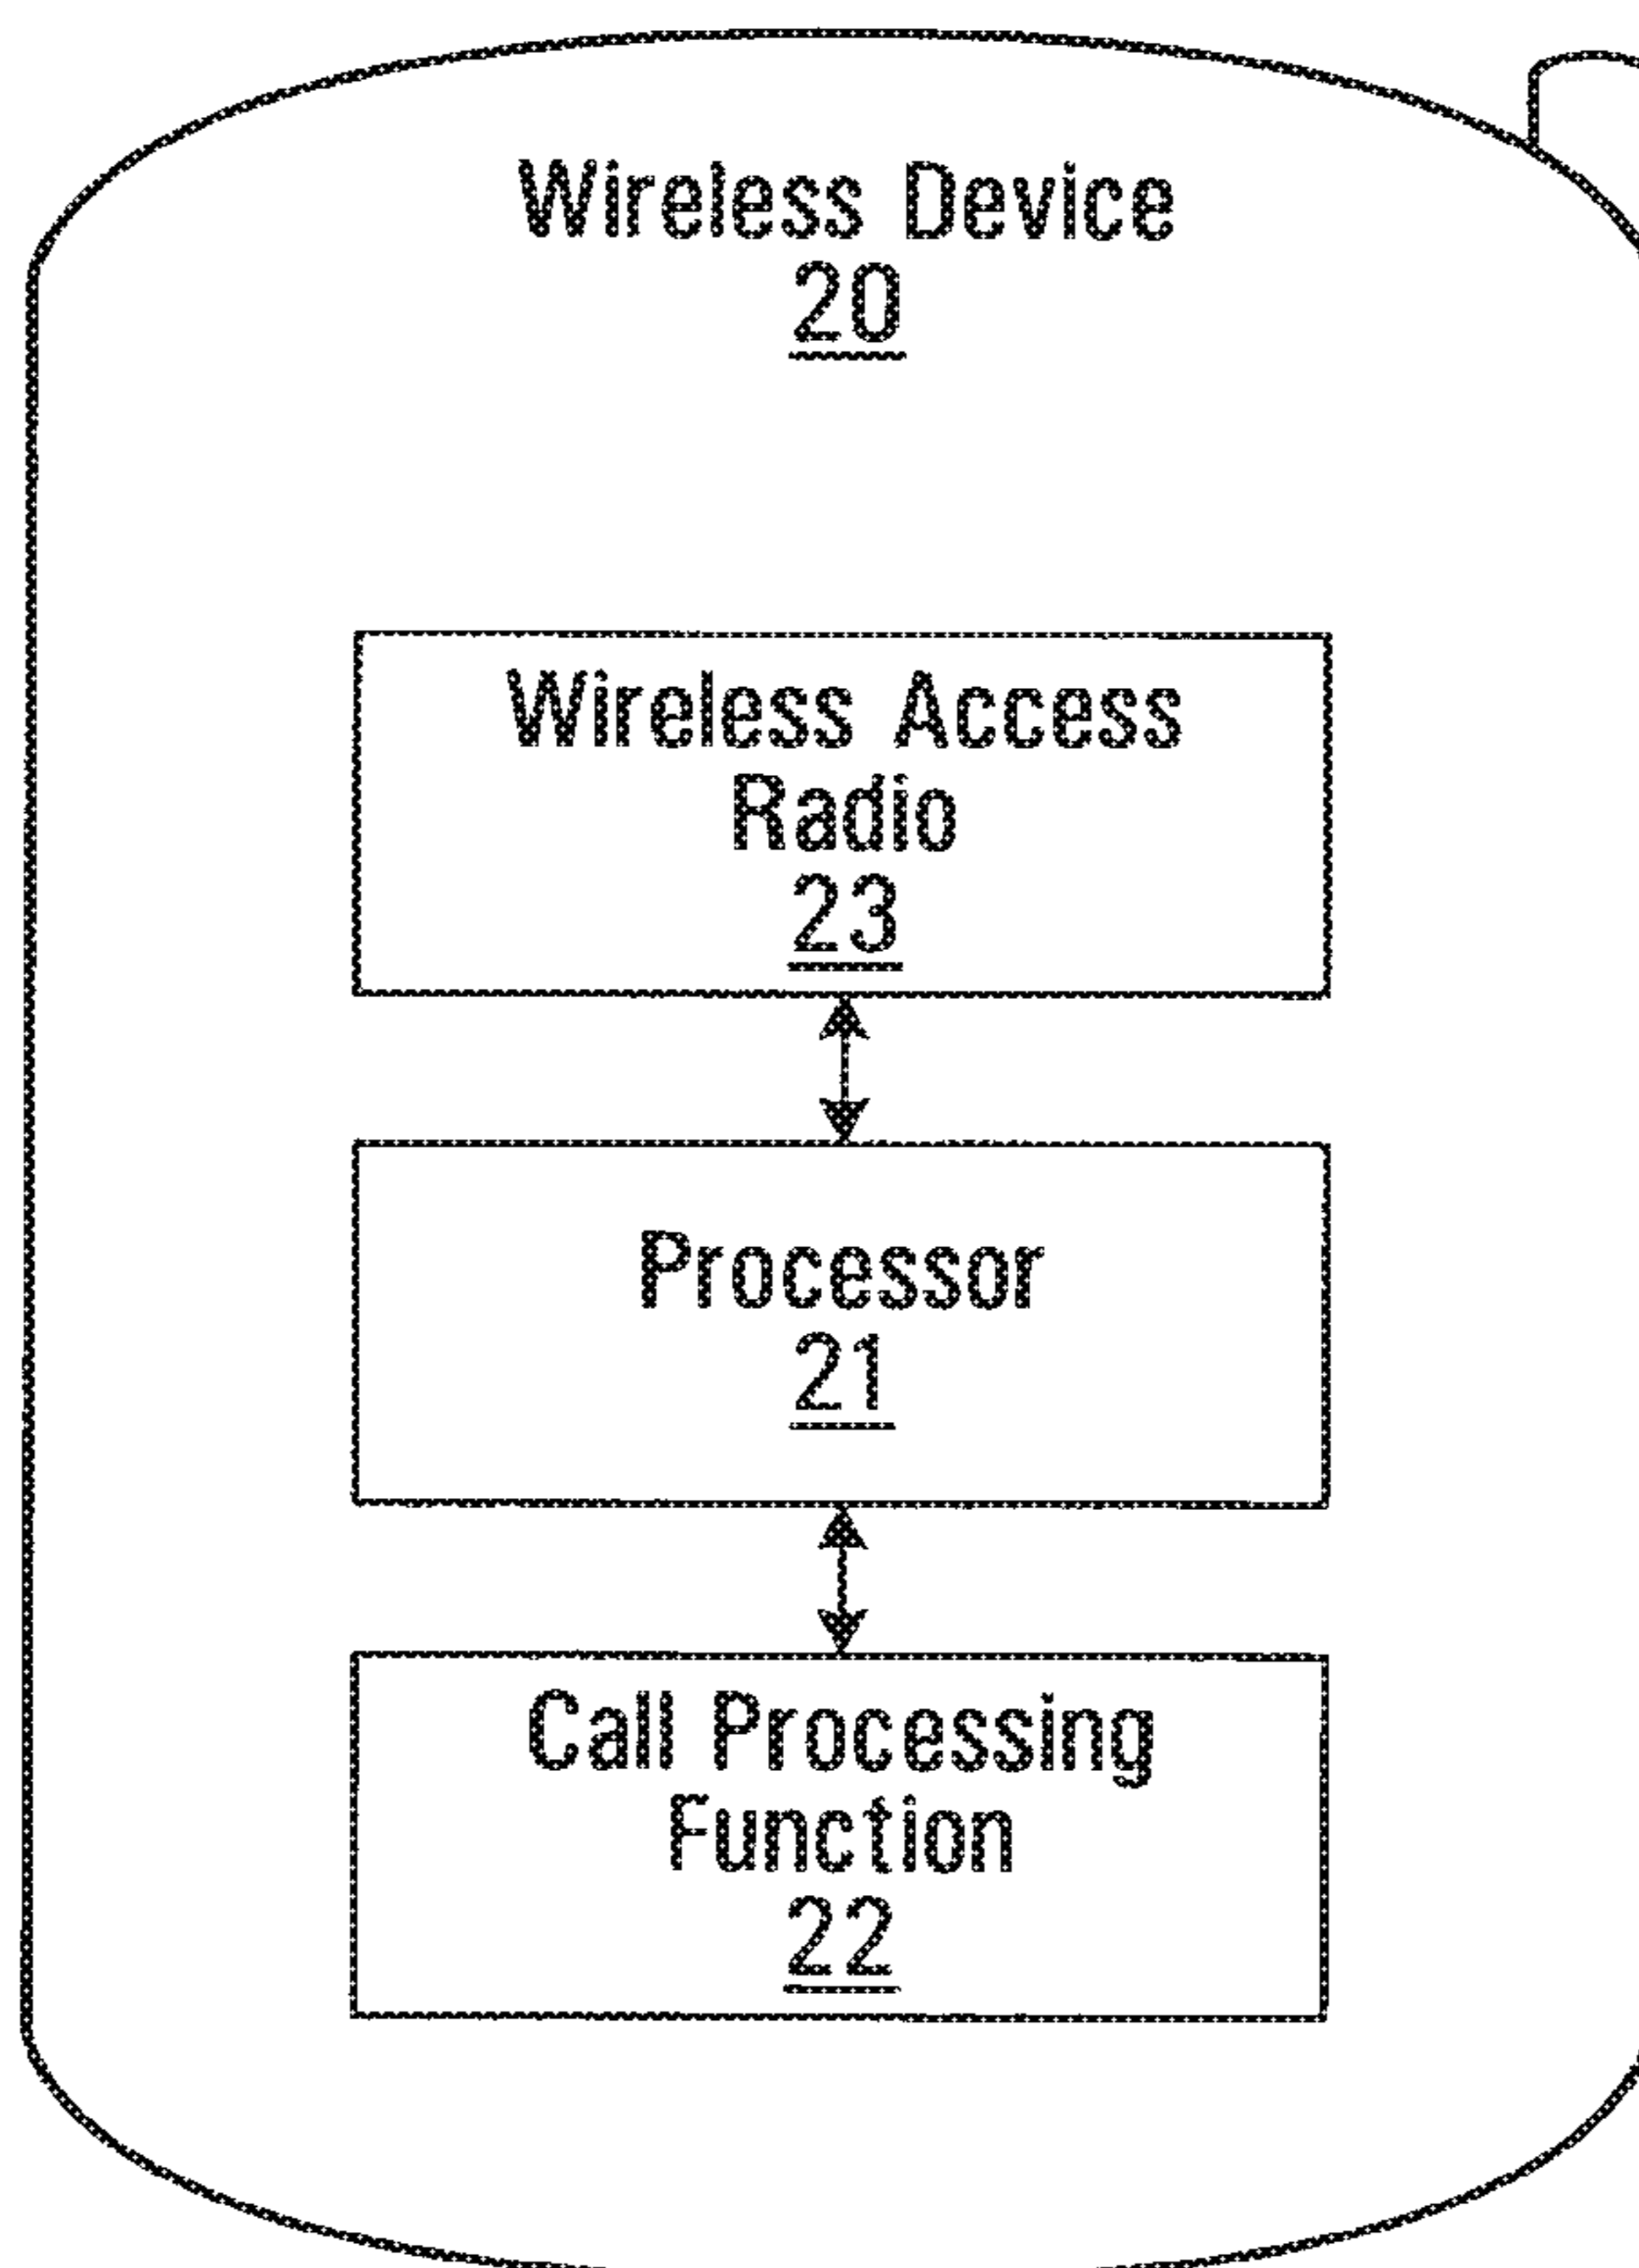 Wireless Device
20
Wireless Access
Radio
23
Processor
21
Call Processing
Function
22